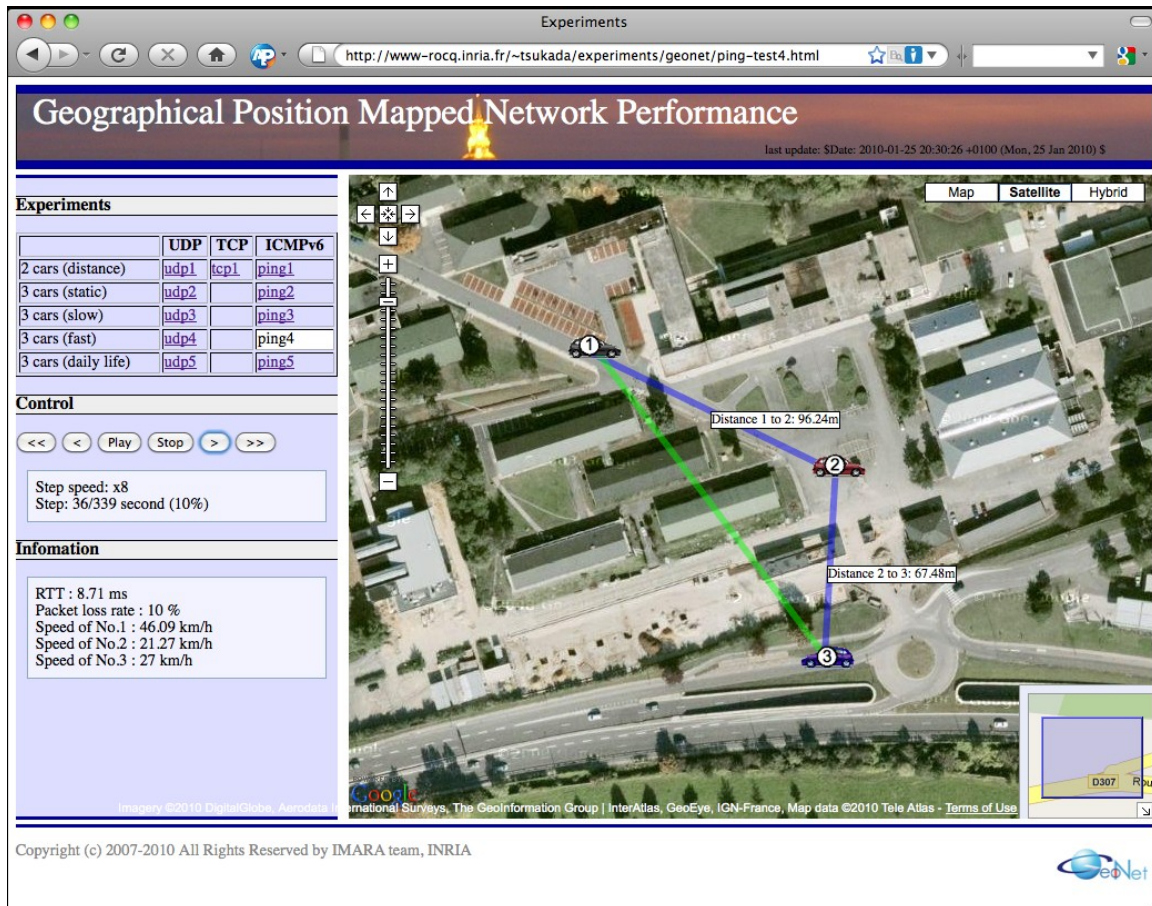 Experiments
http://www-rocq.inria.fr/~tsukada/experiments/geonet/ping-test4.html
Geographical Position Mapped Network Performance
last update: $Date: 2010-01-25 20:30:26 +0100 (Mon, 25 Jan 2010) $
Experiments
UDP TCP ICMPv6
2 cars (distance) udp1 tcp1 ping1
3 cars (static) udp2 ping2
3 cars (slow) udp3 ping3
3 cars (fast) udp4 ping4
3 cars (daily life) udp5 ping5
Control
<< < Play Stop > >>
Step speed: x8
Step: 36/339 second (10%)
Infomation
RTT : 8.71 ms
Packet loss rate : 10 %
Speed of No.1 : 46.09 km/h
Speed of No.2 : 21.27 km/h
Speed of No.3 : 27 km/h
Map Satellite Hybrid
1
Distance 1 to 2: 96.24m
2
Distance 2 to 3: 67.48m
3
D307
Google
Imagery ©2010 DigitalGlobe, Aerodata International Surveys, The GeoInformation Group | InterAtlas, GeoEye, IGN-France, Map data ©2010 Tele Atlas - Terms of Use
Copyright (c) 2007-2010 All Rights Reserved by IMARA team, INRIA
GeoNet